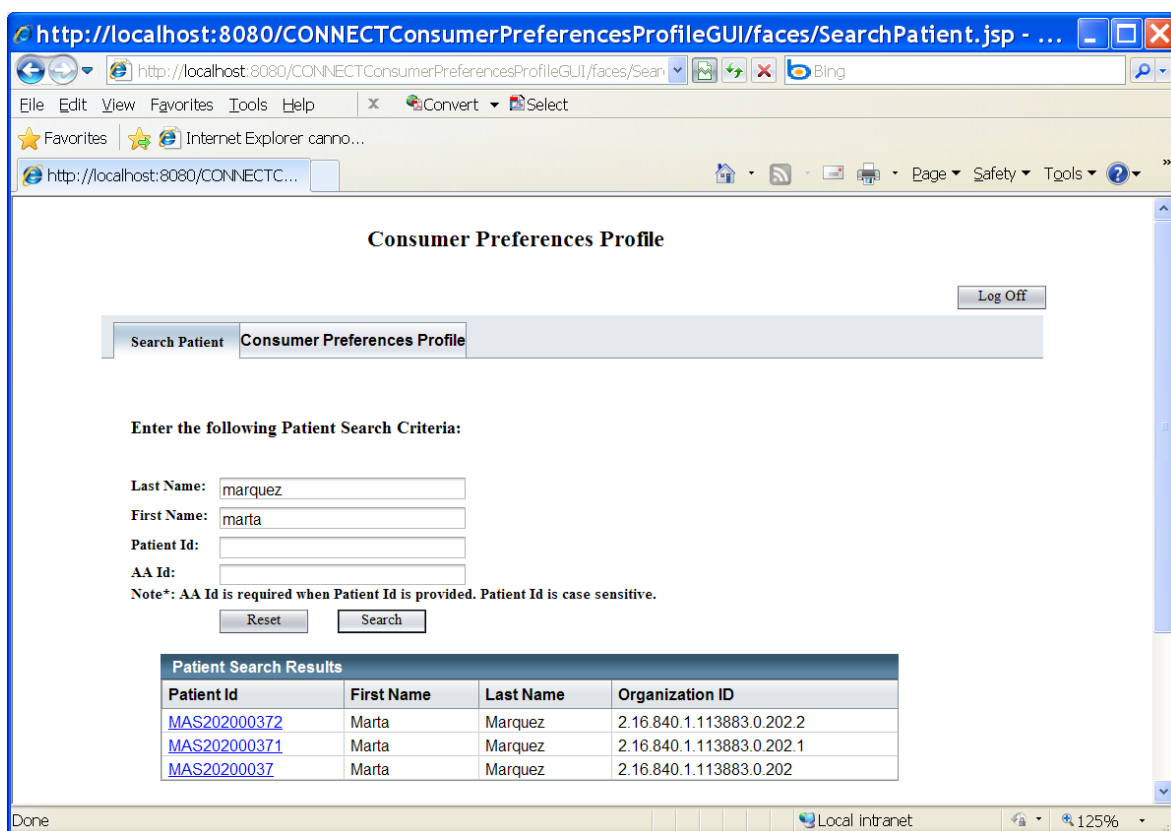 http://localhost:8080/CONNECTConsumerPreferencesProfileGUI/faces/SearchPatient.jsp - ...
http://localhost:8080/CONNECTConsumerPreferencesProfileGUI/faces/Sear
Bing
File Edit View Favorites Tools Help x Convert Select
Favorites Internet Explorer canno...
http://localhost:8080/CONNECTC... Page Safety Tools »
Consumer Preferences Profile
Log Off
Search Patient Consumer Preferences Profile
Enter the following Patient Search Criteria:
Last Name: marquez
First Name: marta
Patient Id:
AA Id:
Note*: AA Id is required when Patient Id is provided. Patient Id is case sensitive.
Reset Search
Patient Search Results
Patient Id First Name Last Name Organization ID
MAS202000372 Marta Marquez 2.16.840.1.113883.0.202.2
MAS202000371 Marta Marquez 2.16.840.1.113883.0.202.1
MAS20200037 Marta Marquez 2.16.840.1.113883.0.202
Done Local intranet 125%